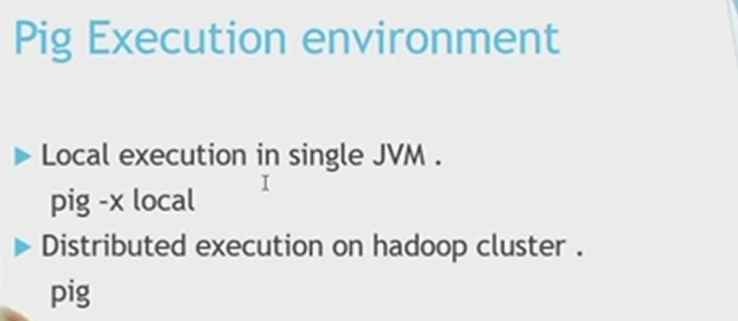 Pig Execution environment
Local execution in single JVM .
pig -x local
Distributed execution on hadoop cluster .
pig